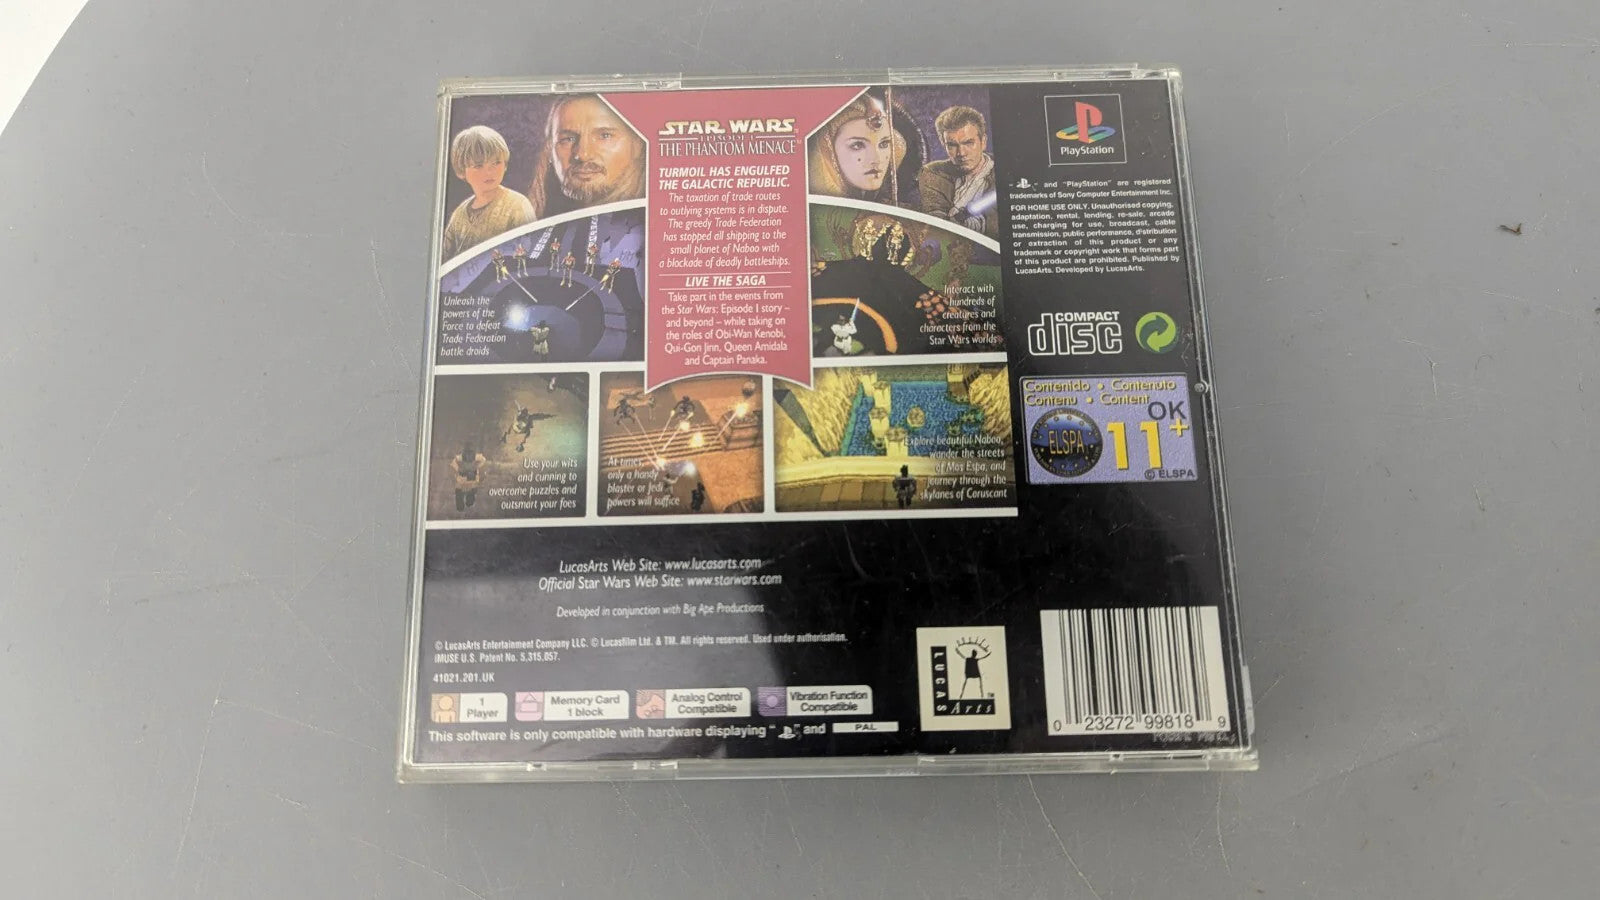 STAR WARS
EPISODE I
THE PHANTOM MENACE™
TURMOIL HAS ENGULFED
THE GALACTIC REPUBLIC.
The taxation of trade routes
to outlying systems is in dispute.
The greedy Trade Federation
has stopped all shipping to the
small planet of Naboo with
a blockade of deadly battleships.
LIVE THE SAGA
Take part in the events from
the Star Wars: Episode I story –
and beyond – while taking on
the roles of Obi-Wan Kenobi,
Qui-Gon Jinn, Queen Amidala
and Captain Panaka.
Unleash the
powers of the
Force to defeat
Trade Federation
battle droids
Interact with
hundreds of
creatures and
characters from the
Star Wars worlds
Use your wits
and cunning to
overcome puzzles and
outsmart your foes
At times,
only a handy
blaster or Jedi
powers will suffice
Explore beautiful Naboo,
wander the streets
of Mos Espa, and
journey through the
skylanes of Coruscant
PlayStation
" " and "PlayStation" are registered
trademarks of Sony Computer Entertainment Inc.
FOR HOME USE ONLY. Unauthorised copying,
adaptation, rental, lending, re-sale, arcade
use, charging for use, broadcast, cable
transmission, public performance, distribution
or extraction of this product or any
trademark or copyright work that forms part
of this product are prohibited. Published by
LucasArts. Developed by LucasArts.
COMPACT
disc
Contenido • Contenuto
Contenu • Content
ELSPA
OK
11+
© ELSPA
LucasArts Web Site: www.lucasarts.com
Official Star Wars Web Site: www.starwars.com
Developed in conjunction with Big Ape Productions
© LucasArts Entertainment Company LLC. © Lucasfilm Ltd. & TM. All rights reserved. Used under authorisation.
iMUSE U.S. Patent No. 5,315,057.
41021.201.UK
1
Player
Memory Card
1 block
Analog Control
Compatible
Vibration Function
Compatible
This software is only compatible with hardware displaying " " and PAL
LUCAS
Arts™
0 23272 99818 9